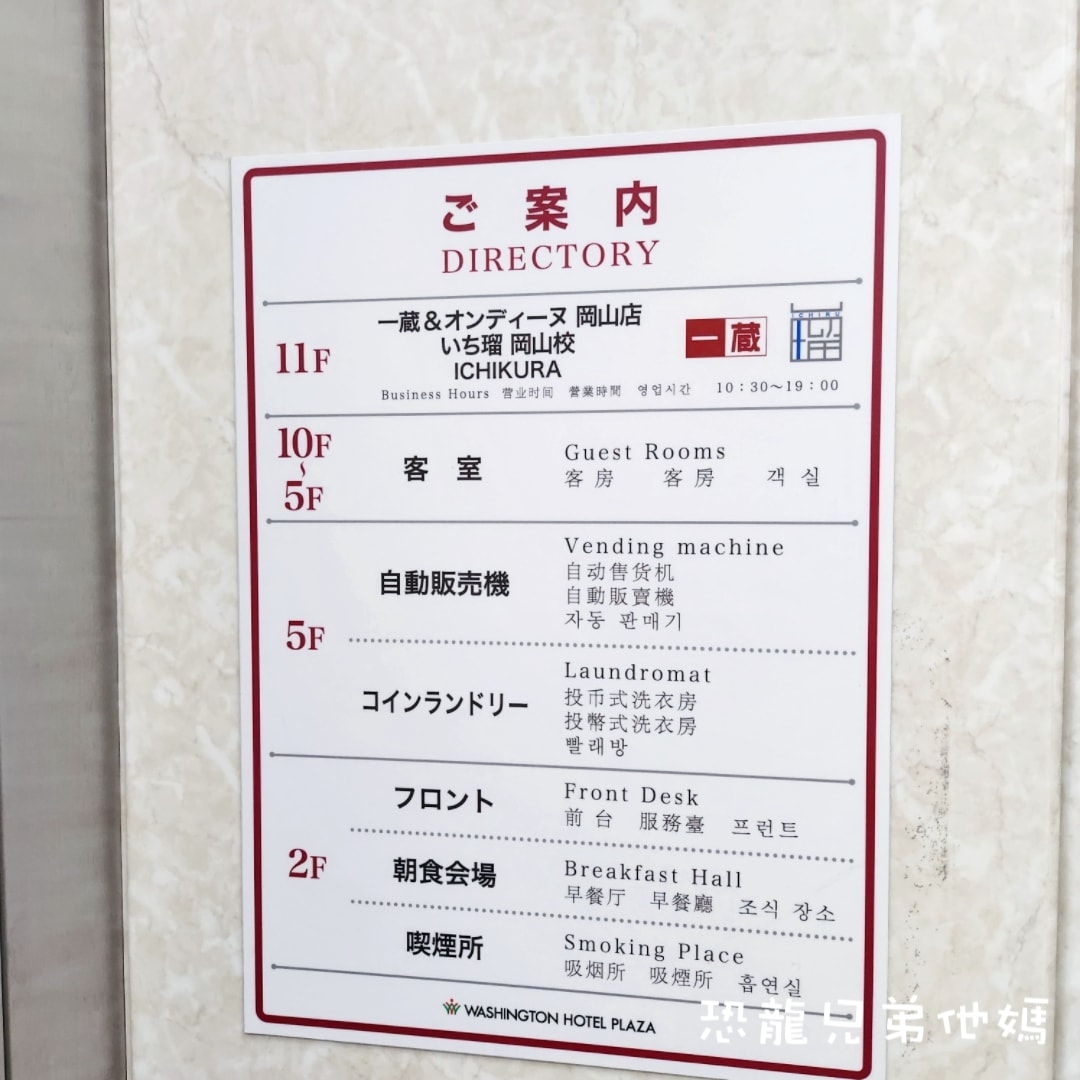 ご案内
DIRECTORY
11F
一蔵＆オンディーヌ 岡山店
いち瑠 岡山校
ICHIKURA
一蔵
ICHIRU
瑠
Business Hours 营业时间 營業時間 영업시간 10：30～19：00
10F
～
5F
客室
Guest Rooms
客房 客房 객실
5F
自動販売機
Vending machine
自动售货机
自動販賣機
자동 판매기
コインランドリー
Laundromat
投币式洗衣房
投幣式洗衣房
빨래방
2F
フロント
Front Desk
前台 服務臺 프런트
朝食会場
Breakfast Hall
早餐厅 早餐廳 조식 장소
喫煙所
Smoking Place
吸烟所 吸煙所 흡연실
WASHINGTON HOTEL PLAZA
恐龍兄弟他媽